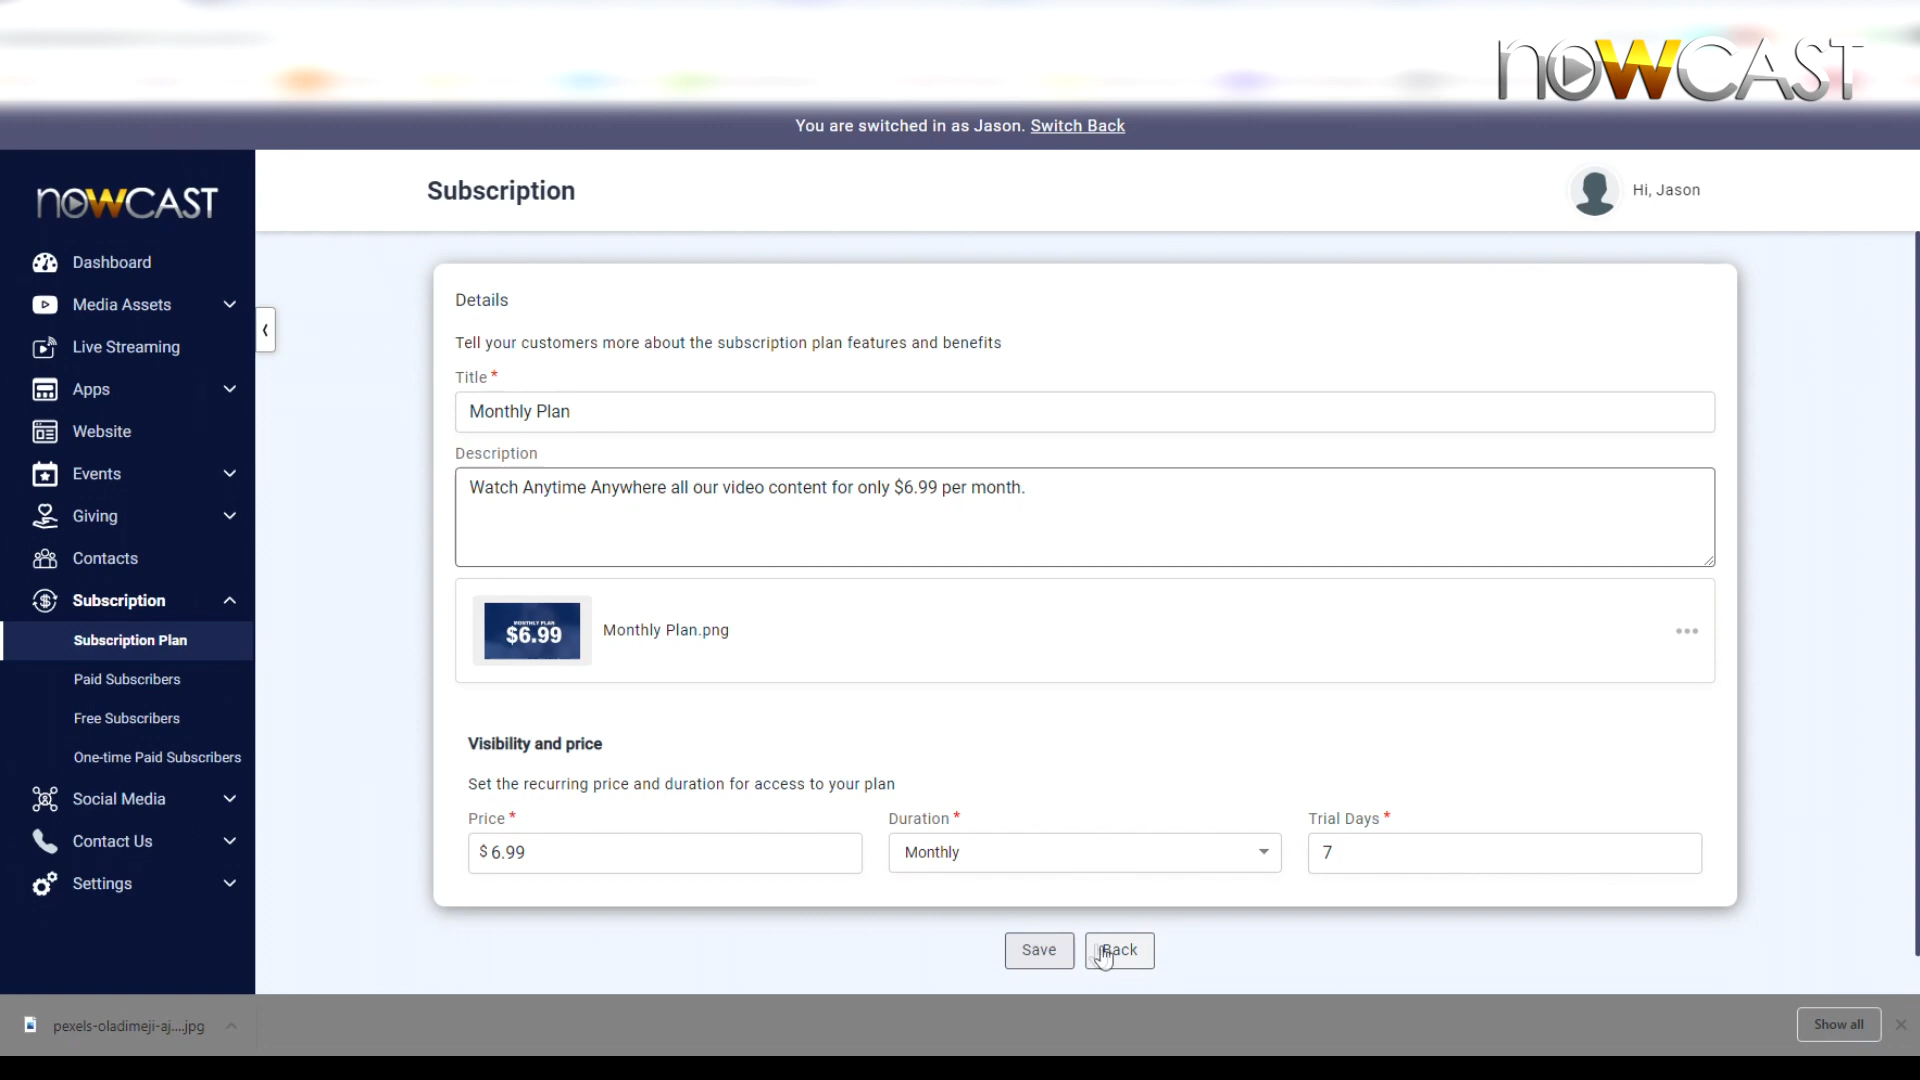 nowCAST
You are switched in as Jason. Switch Back
nowCAST
Subscription
Hi, Jason
Dashboard
Media Assets
Live Streaming
Apps
Website
Events
Giving
Contacts
Subscription
Subscription Plan
Paid Subscribers
Free Subscribers
One-time Paid Subscribers
Social Media
Contact Us
Settings
Details
Tell your customers more about the subscription plan features and benefits
Title *
Monthly Plan
Description
Watch Anytime Anywhere all our video content for only $6.99 per month.
MONTHLY PLAN
$6.99
Monthly Plan.png
Visibility and price
Set the recurring price and duration for access to your plan
Price * Duration * Trial Days *
$ 6.99 Monthly 7
Save Back
pexels-oladimeji-aj....jpg
Show all